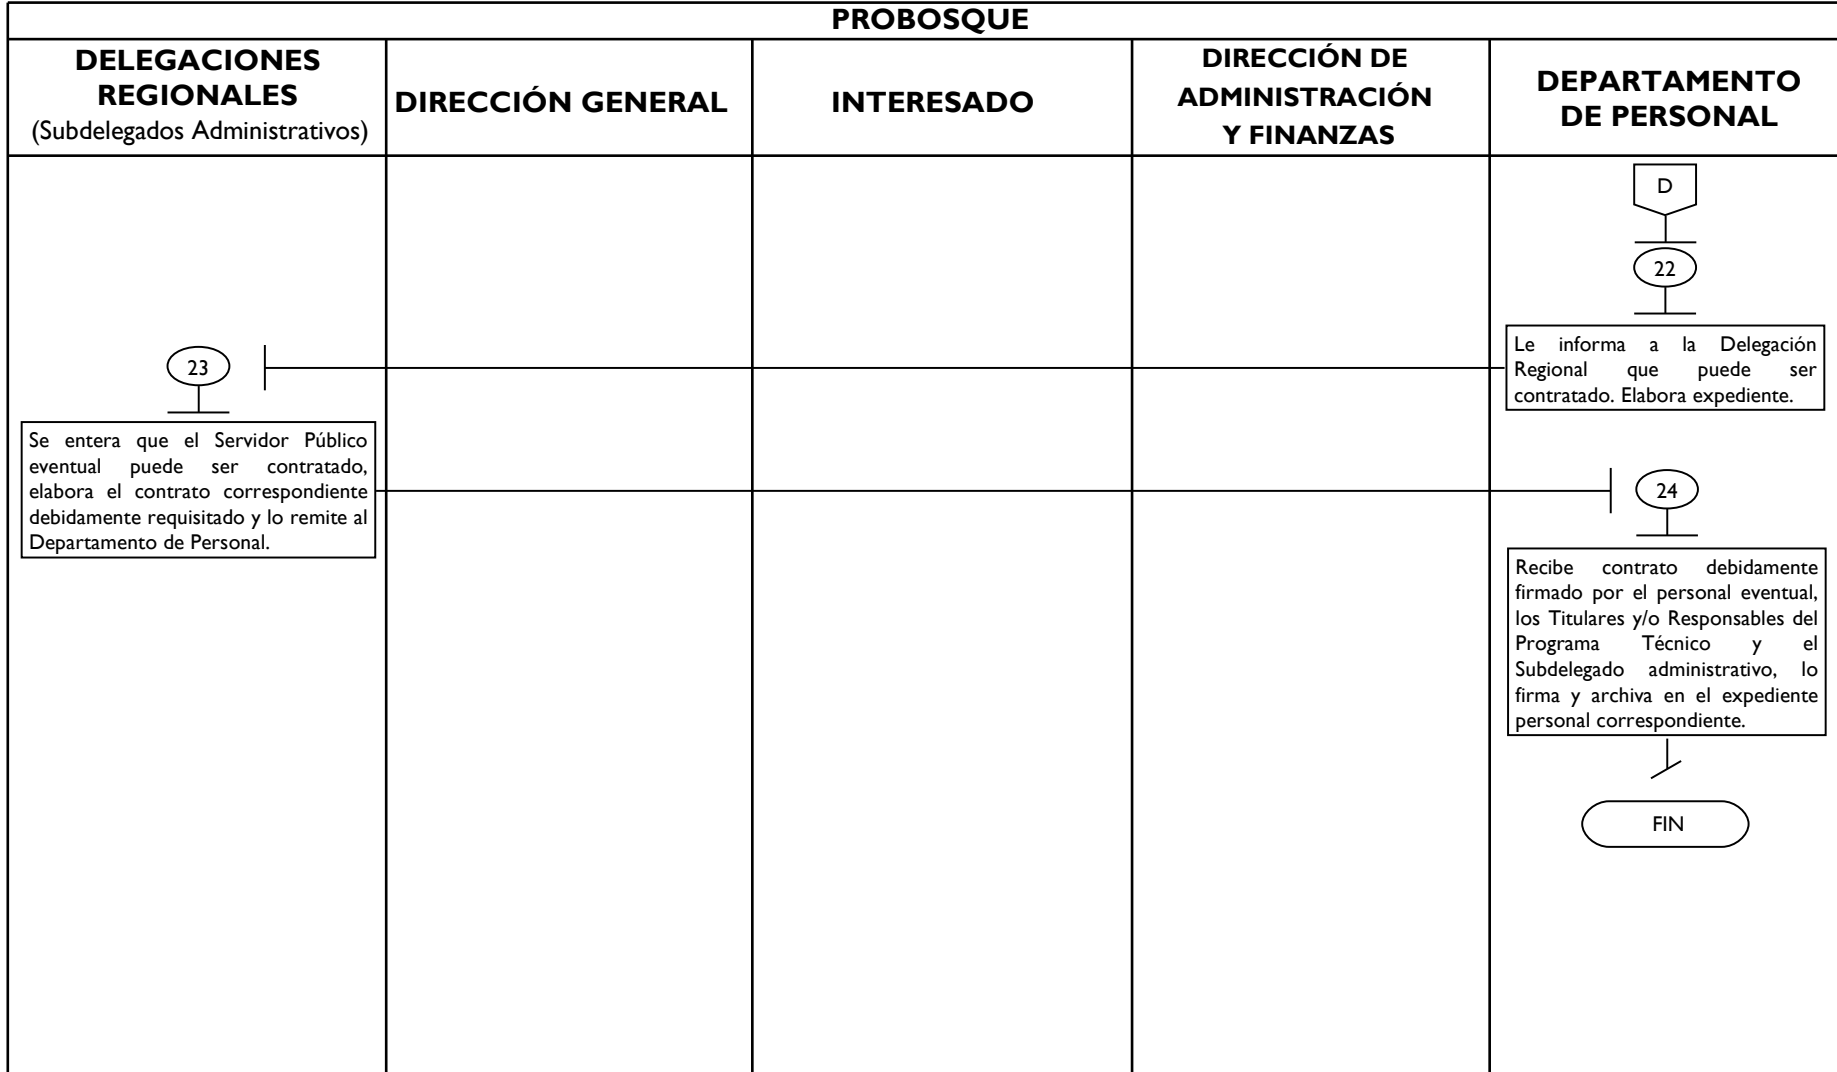 PROBOSQUE
DELEGACIONES
REGIONALES
(Subdelegados Administrativos)
DIRECCIÓN GENERAL
INTERESADO
DIRECCIÓN DE
ADMINISTRACIÓN
Y FINANZAS
DEPARTAMENTO
DE PERSONAL
D
22
Le informa a la Delegación
Regional que puede ser
contratado. Elabora expediente.
23
Se entera que el Servidor Público
eventual puede ser contratado,
elabora el contrato correspondiente
debidamente requisitado y lo remite al
Departamento de Personal.
24
Recibe contrato debidamente
firmado por el personal eventual,
los Titulares y/o Responsables del
Programa Técnico y el
Subdelegado administrativo, lo
firma y archiva en el expediente
personal correspondiente.
FIN